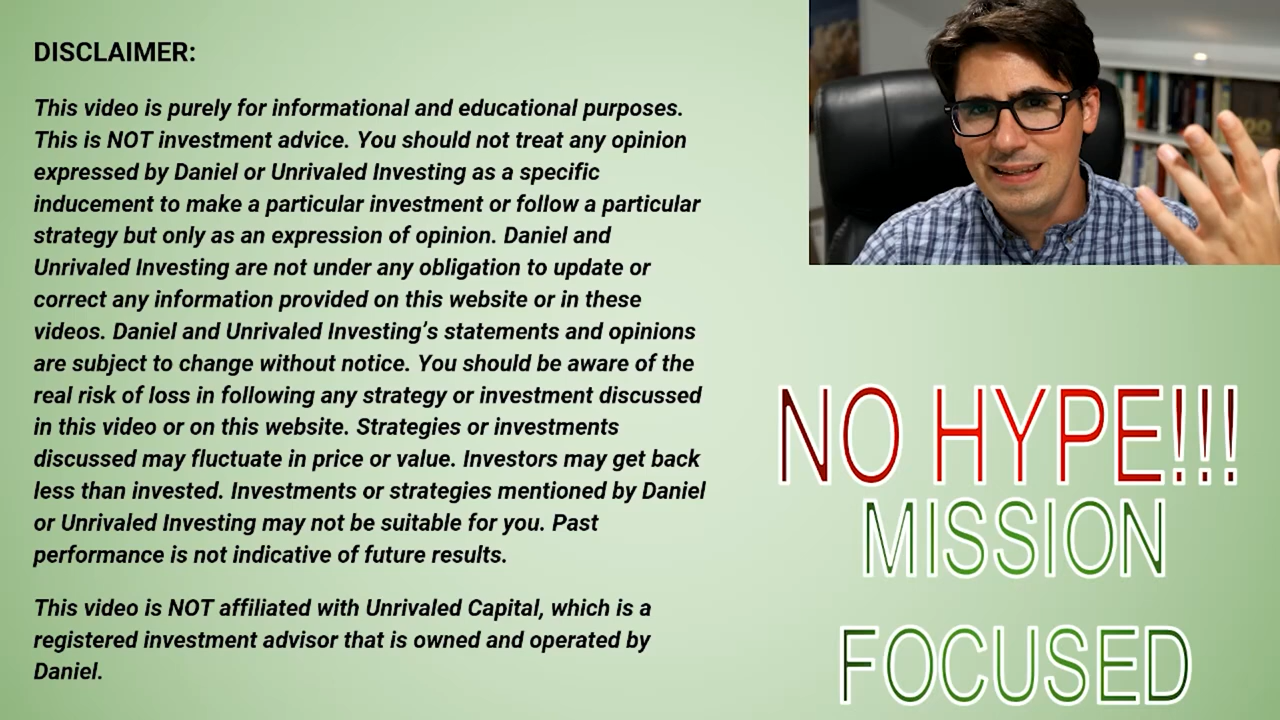 DISCLAIMER:
This video is purely for informational and educational purposes.
This is NOT investment advice. You should not treat any opinion
expressed by Daniel or Unrivaled Investing as a specific
inducement to make a particular investment or follow a particular
strategy but only as an expression of opinion. Daniel and
Unrivaled Investing are not under any obligation to update or
correct any information provided on this website or in these
videos. Daniel and Unrivaled Investing’s statements and opinions
are subject to change without notice. You should be aware of the
real risk of loss in following any strategy or investment discussed
in this video or on this website. Strategies or investments
discussed may fluctuate in price or value. Investors may get back
less than invested. Investments or strategies mentioned by Daniel
or Unrivaled Investing may not be suitable for you. Past
performance is not indicative of future results.
This video is NOT affiliated with Unrivaled Capital, which is a
registered investment advisor that is owned and operated by
Daniel.
NO HYPE!!!
MISSION
FOCUSED